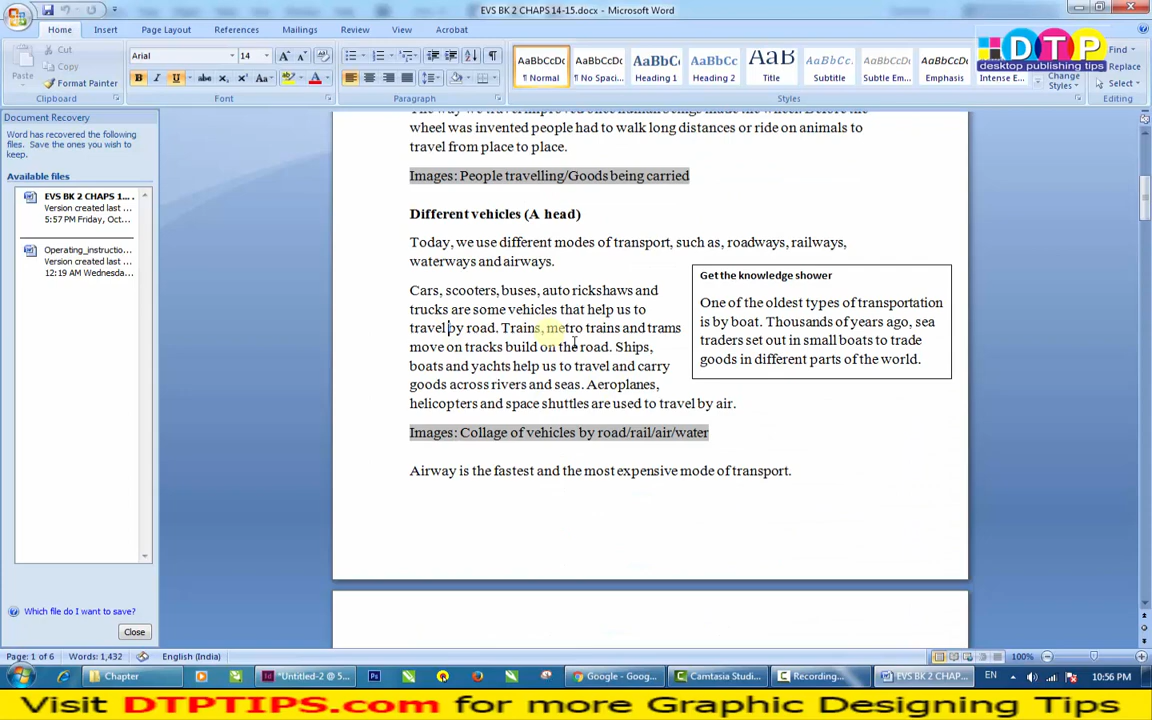 EVS BK 2 CHAPS 14-15.docx - Microsoft Word
Home Insert Page Layout References Mailings Review View Acrobat
DTP
desktop publishing tips
Cut
Copy
Format Painter
Paste
Clipboard
Arial 14
Font
Paragraph
AaBbCcDc AaBbCcDc AaBbC AaBbCc AaB AaBbCc. AaBbCcDc AaBbCcDc
¶ Normal ¶ No Spaci... Heading 1 Heading 2 Title Subtitle Subtle Em... Emphasis Intense E...
Change Styles
Styles
Find
Replace
Select
Editing
Document Recovery
Word has recovered the following files. Save the ones you wish to keep.
Available files
EVS BK 2 CHAPS 1...
Version created last ...
5:57 PM Friday, Oct...
Operating_instructio...
Version created last ...
12:19 AM Wednesda...
Which file do I want to save?
Close
wheel was invented people had to walk long distances or ride on animals to
travel from place to place.
Images: People travelling/Goods being carried
Different vehicles (A head)
Today, we use different modes of transport, such as, roadways, railways,
waterways and airways.
Cars, scooters, buses, auto rickshaws and
trucks are some vehicles that help us to
travel by road. Trains, metro trains and trams
move on tracks build on the road. Ships,
boats and yachts help us to travel and carry
goods across rivers and seas. Aeroplanes,
helicopters and space shuttles are used to travel by air.
Get the knowledge shower
One of the oldest types of transportation
is by boat. Thousands of years ago, sea
traders set out in small boats to trade
goods in different parts of the world.
Images: Collage of vehicles by road/rail/air/water
Airway is the fastest and the most expensive mode of transport.
Page: 1 of 6 Words: 1,432 English (India) 100%
Chapter *Untitled-2 @ 5... Google - Goog... Camtasia Studi... Recording... EVS BK 2 CHAP... EN 10:56 PM
Visit DTPTIPS.com for more Graphic Designing Tips